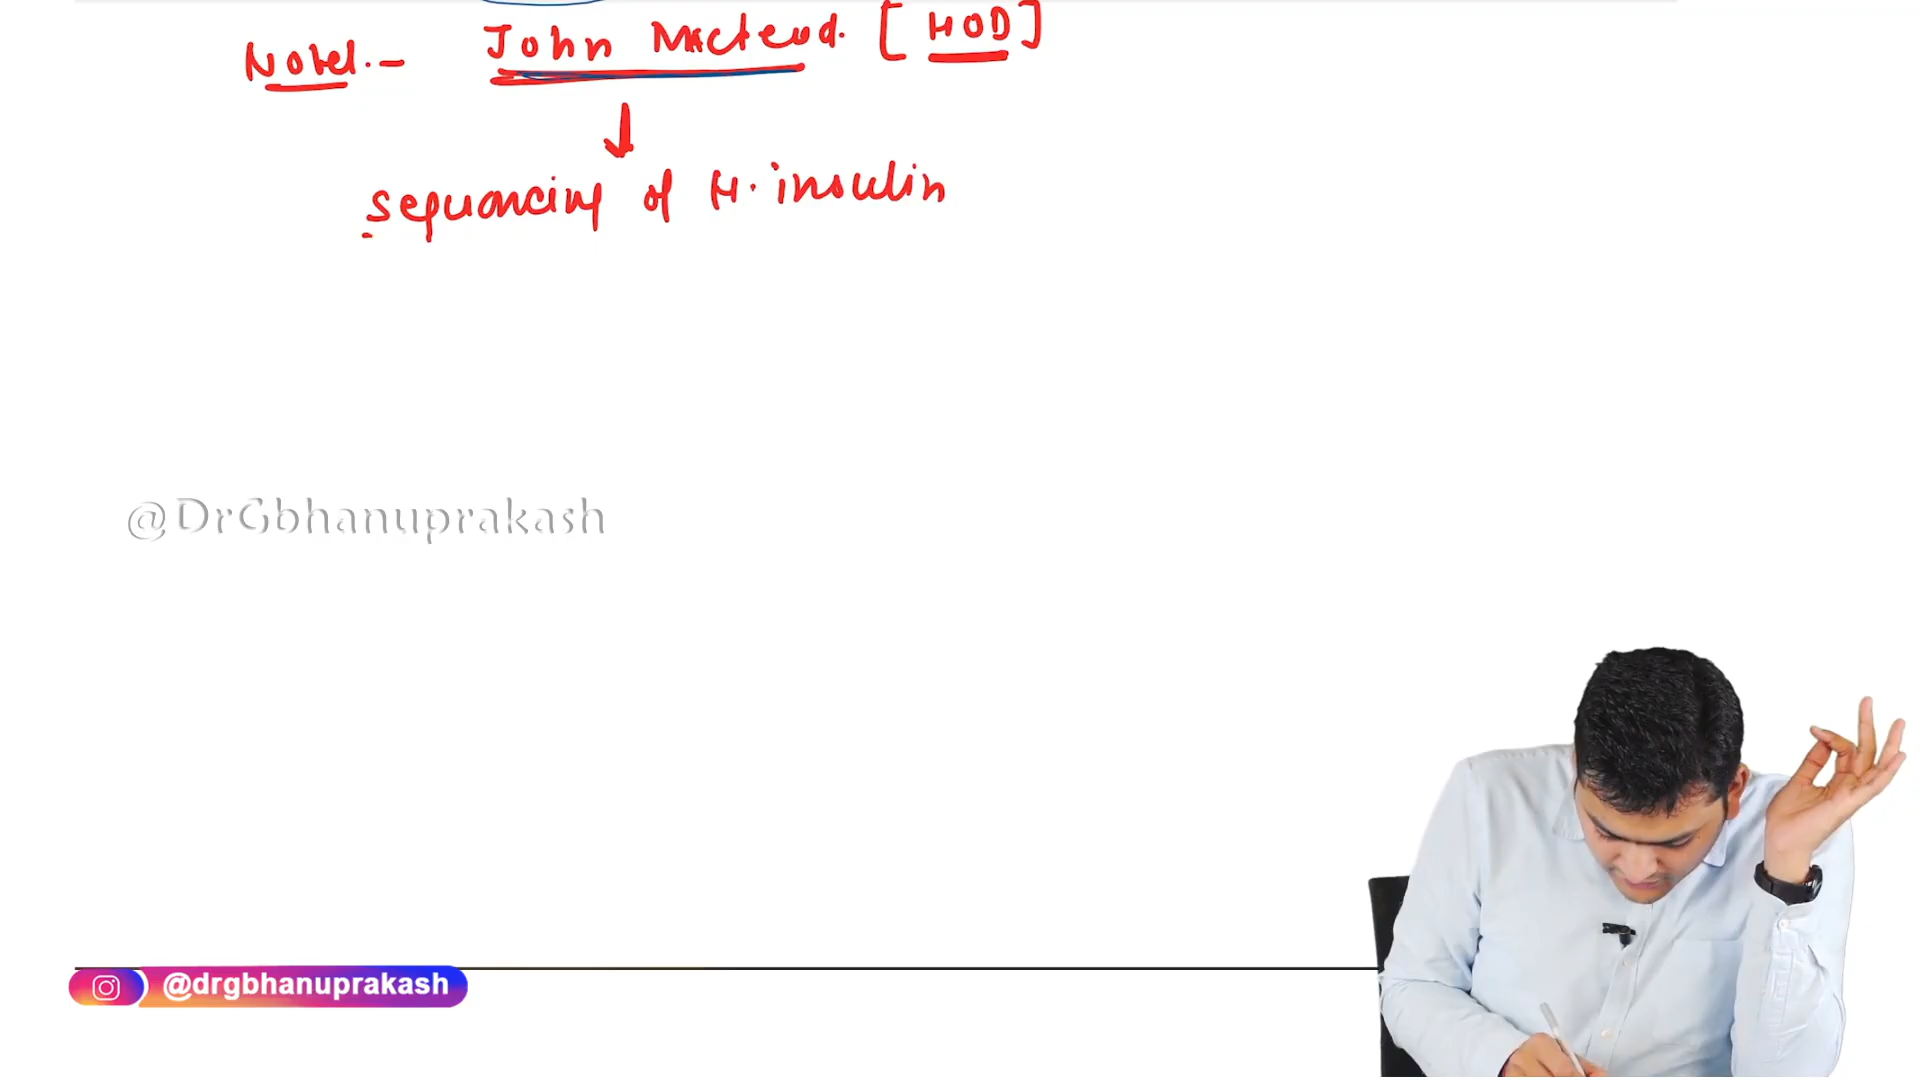 Nobel.- John Macleod. [HOD]
↓
sequencing of H. insulin
@DrGbhanuprakash
@drgbhanuprakash